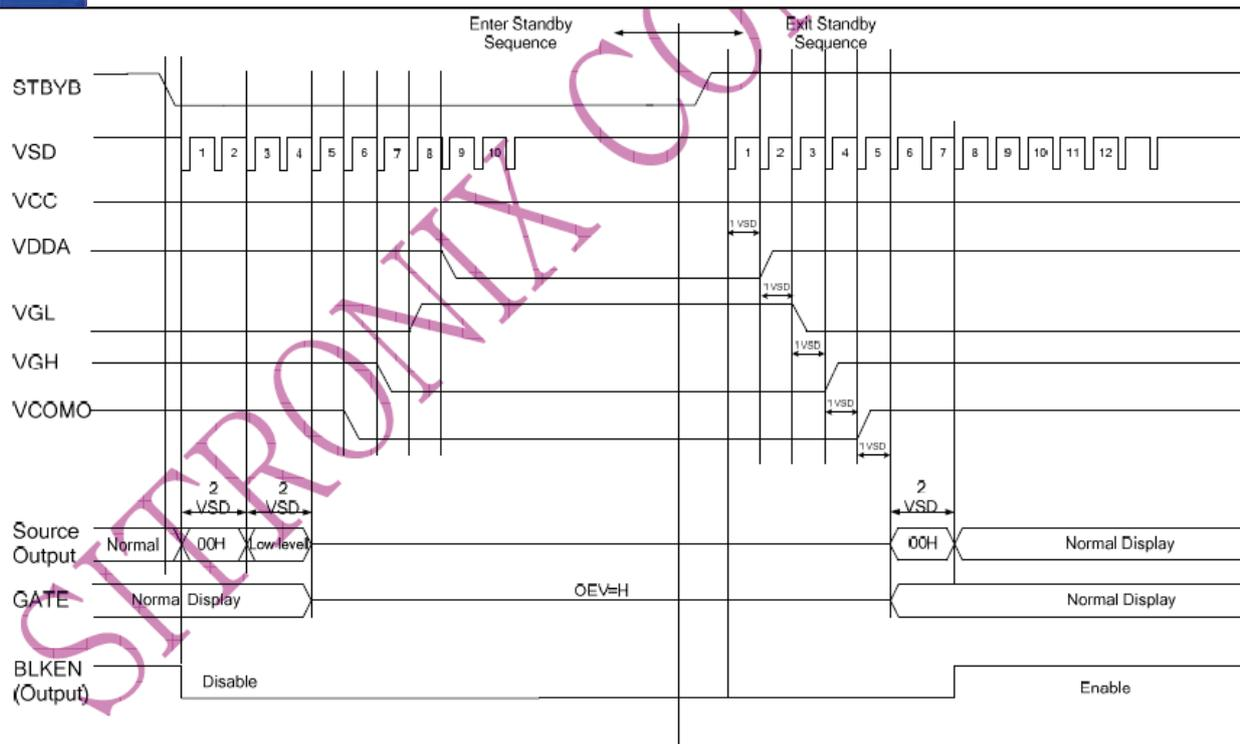 Enter Standby
Sequence
Exit Standby
Sequence
STBYB
VSD
1 2 3 4 5 6 7 8 9 10
1 2 3 4 5 6 7 8 9 10 11 12
VCC
1 VSD
VDDA
1 VSD
VGL
1 VSD
VGH
1 VSD
VCOMO
1 VSD
2
VSD
2
VSD
2
VSD
Source
Output
Normal
00H
Low level
00H
Normal Display
GATE
Normal Display
OEV=H
Normal Display
BLKEN
(Output)
Disable
Enable
SITRONIX CO